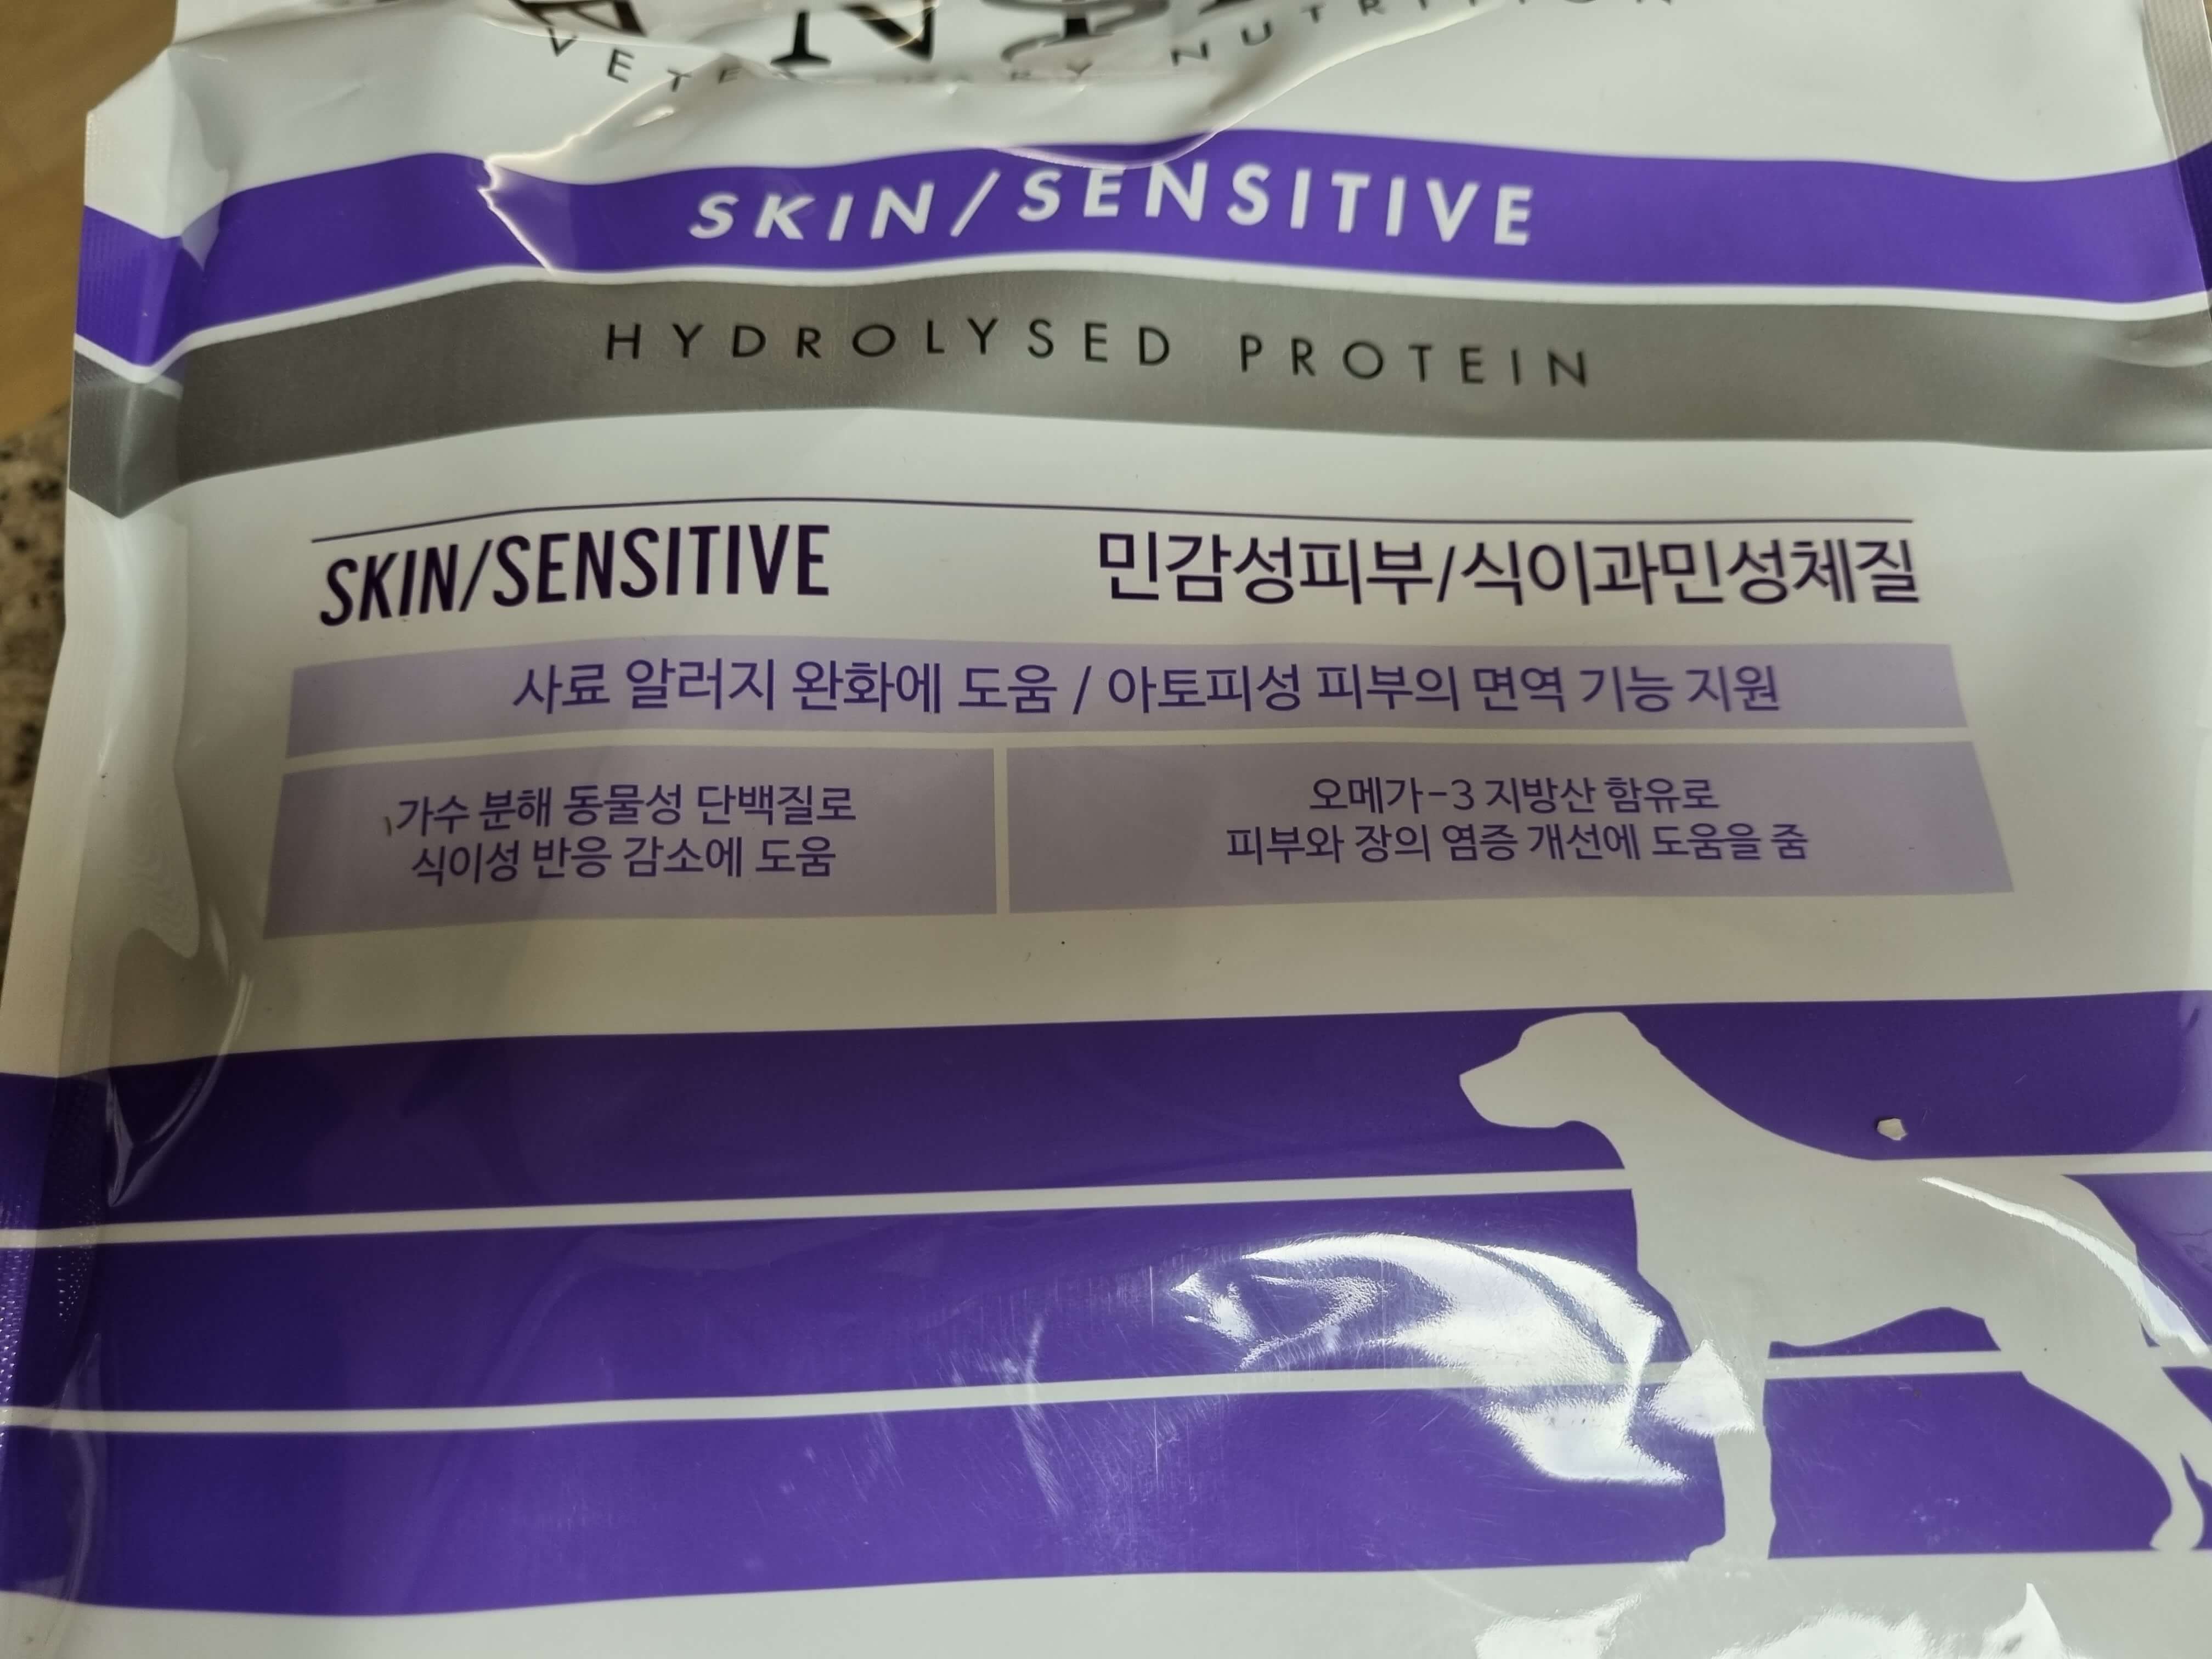 VETERINARY NUTRITION
SKIN/SENSITIVE
HYDROLYSED PROTEIN
SKIN/SENSITIVE
민감성피부/식이과민성체질
사료 알러지 완화에 도움 / 아토피성 피부의 면역 기능 지원
가수 분해 동물성 단백질로
식이성 반응 감소에 도움
오메가-3 지방산 함유로
피부와 장의 염증 개선에 도움을 줌